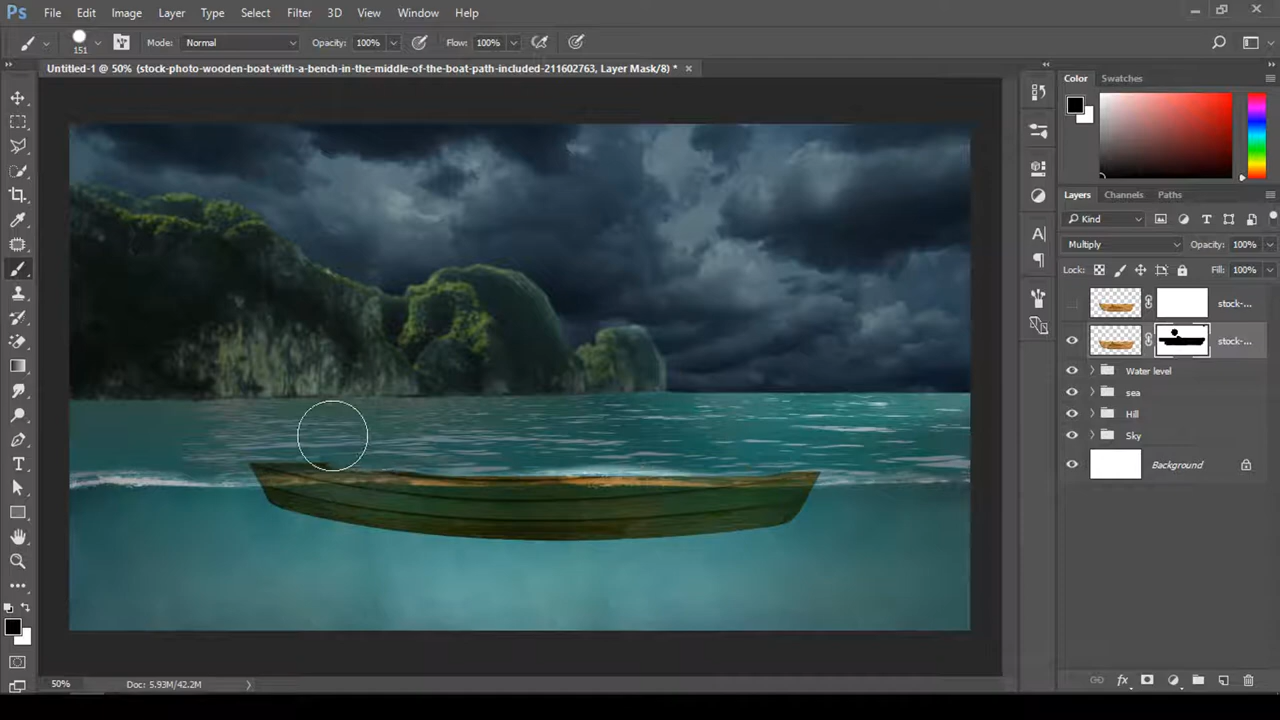 Ps File Edit Image Layer Type Select Filter 3D View Window Help
151 Mode: Normal Opacity: 100% Flow: 100%
Untitled-1 @ 50% (stock-photo-wooden-boat-with-a-bench-in-the-middle-of-the-boat-path-included-211602763, Layer Mask/8) * ×
Color Swatches
Layers Channels Paths
Kind
Multiply Opacity: 100%
Lock: Fill: 100%
stock-...
stock-...
Water level
sea
Hill
Sky
Background
50% Doc: 5.93M/42.2M